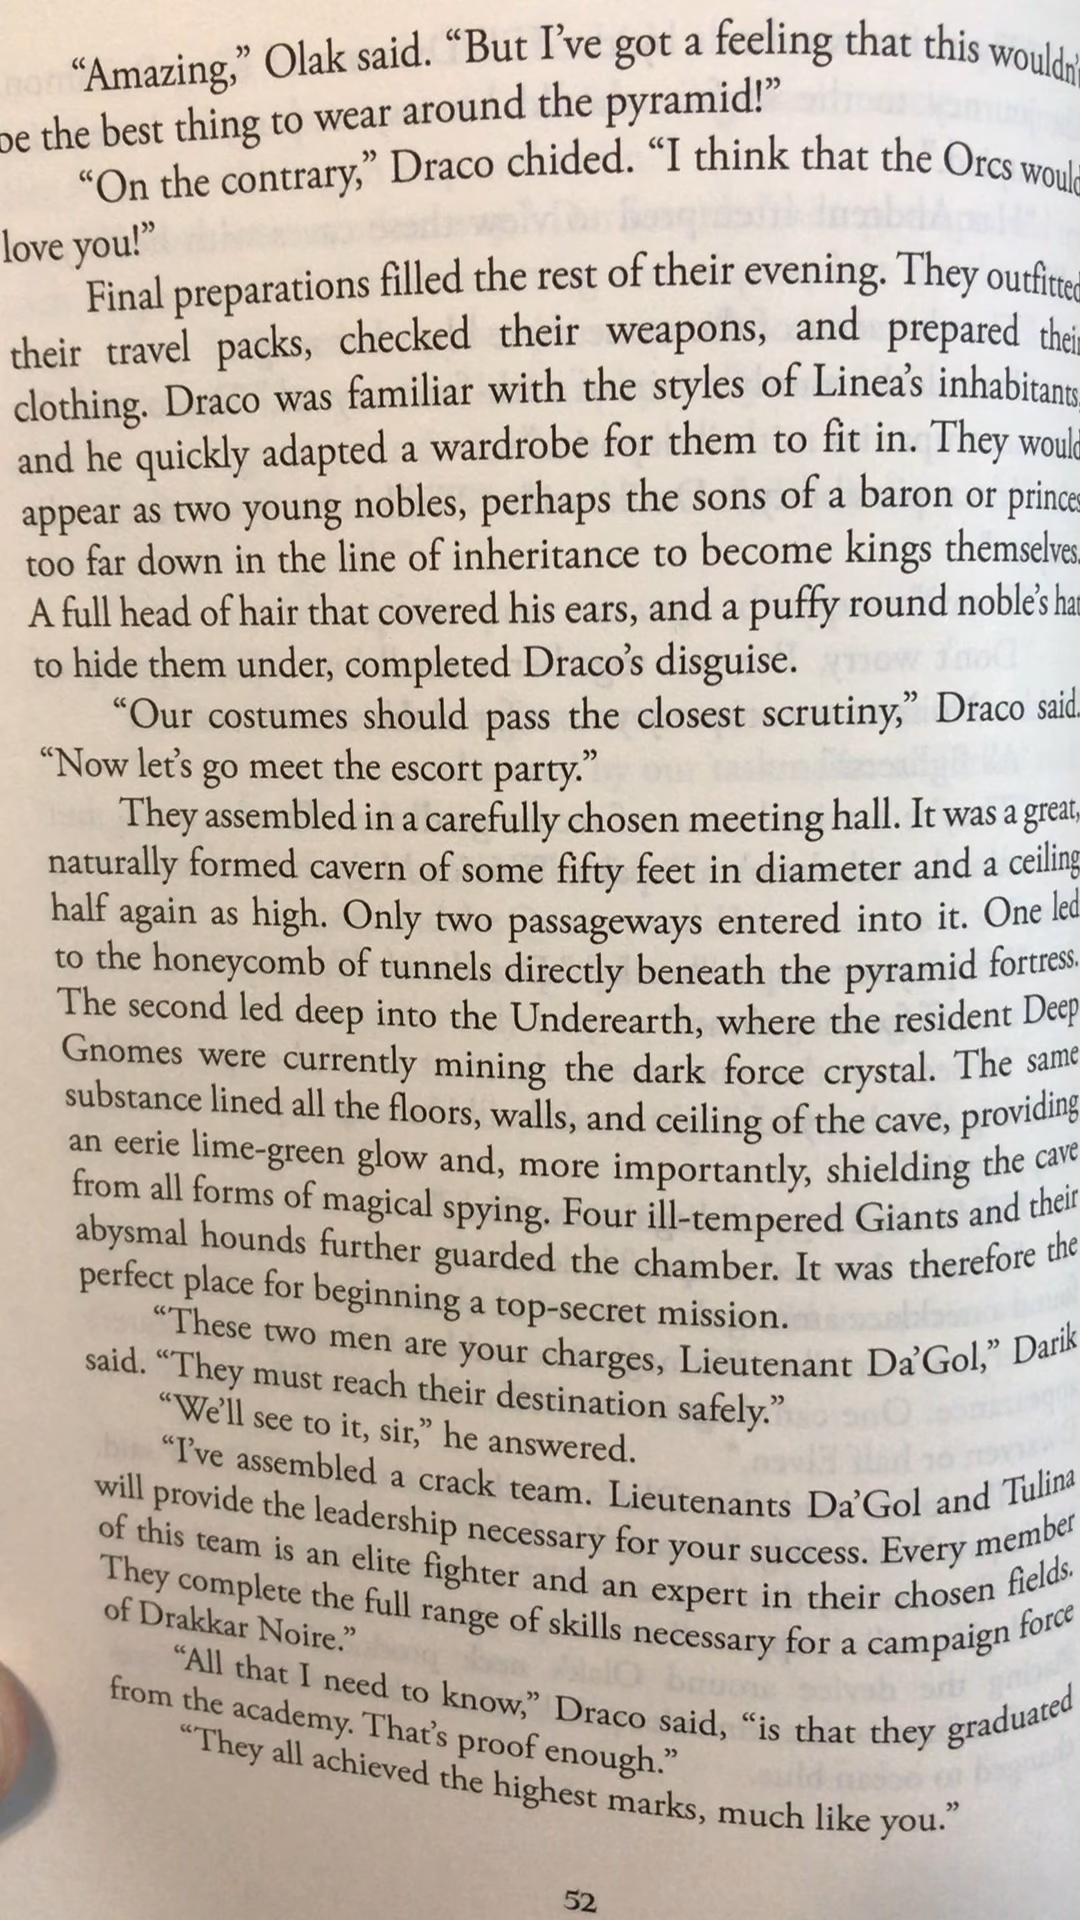 “Amazing,” Olak said. “But I’ve got a feeling that this wouldn’t
be the best thing to wear around the pyramid!”
“On the contrary,” Draco chided. “I think that the Orcs would
love you!”
Final preparations filled the rest of their evening. They outfitted
their travel packs, checked their weapons, and prepared their
clothing. Draco was familiar with the styles of Linea’s inhabitants,
and he quickly adapted a wardrobe for them to fit in. They would
appear as two young nobles, perhaps the sons of a baron or princes
too far down in the line of inheritance to become kings themselves.
A full head of hair that covered his ears, and a puffy round noble’s hat
to hide them under, completed Draco’s disguise.
“Our costumes should pass the closest scrutiny,” Draco said.
“Now let’s go meet the escort party.”
They assembled in a carefully chosen meeting hall. It was a great,
naturally formed cavern of some fifty feet in diameter and a ceiling
half again as high. Only two passageways entered into it. One led
to the honeycomb of tunnels directly beneath the pyramid fortress.
The second led deep into the Underearth, where the resident Deep
Gnomes were currently mining the dark force crystal. The same
substance lined all the floors, walls, and ceiling of the cave, providing
an eerie lime-green glow and, more importantly, shielding the cave
from all forms of magical spying. Four ill-tempered Giants and their
abysmal hounds further guarded the chamber. It was therefore the
perfect place for beginning a top-secret mission.
“These two men are your charges, Lieutenant Da’Gol,” Darik
said. “They must reach their destination safely.”
“We’ll see to it, sir,” he answered.
“I’ve assembled a crack team. Lieutenants Da’Gol and Tulina
will provide the leadership necessary for your success. Every member
of this team is an elite fighter and an expert in their chosen fields.
They complete the full range of skills necessary for a campaign force
of Drakkar Noire.”
“All that I need to know,” Draco said, “is that they graduated
from the academy. That’s proof enough.”
“They all achieved the highest marks, much like you.”
52